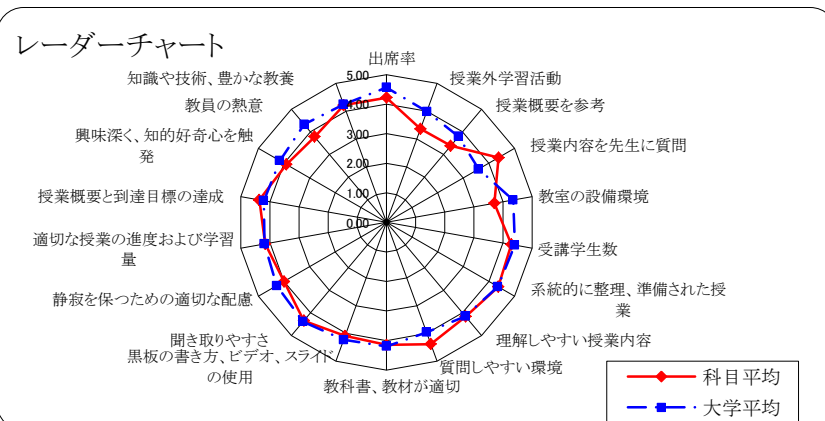 レーダーチャート
出席率
授業外学習活動
授業概要を参考
授業内容を先生に質問
教室の設備環境
受講学生数
系統的に整理、準備された授
業
理解しやすい授業内容
質問しやすい環境
教科書、教材が適切
黒板の書き方、ビデオ、スライド
の使用
聞き取りやすさ
静寂を保つための適切な配慮
適切な授業の進度および学習
量
授業概要と到達目標の達成
興味深く、知的好奇心を触
発
教員の熱意
知識や技術、豊かな教養
5.00
4.00
3.00
2.00
1.00
0.00
科目平均
大学平均